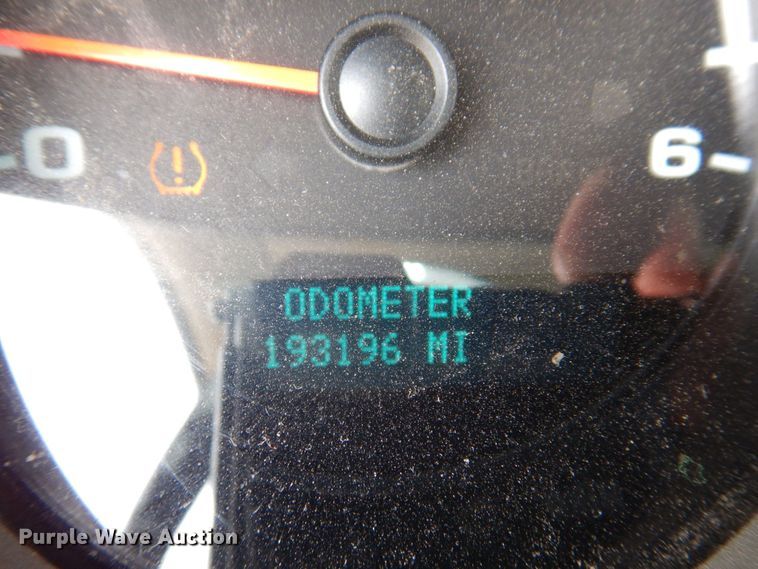 0
6
ODOMETER
193196 MI
Purple Wave Auction